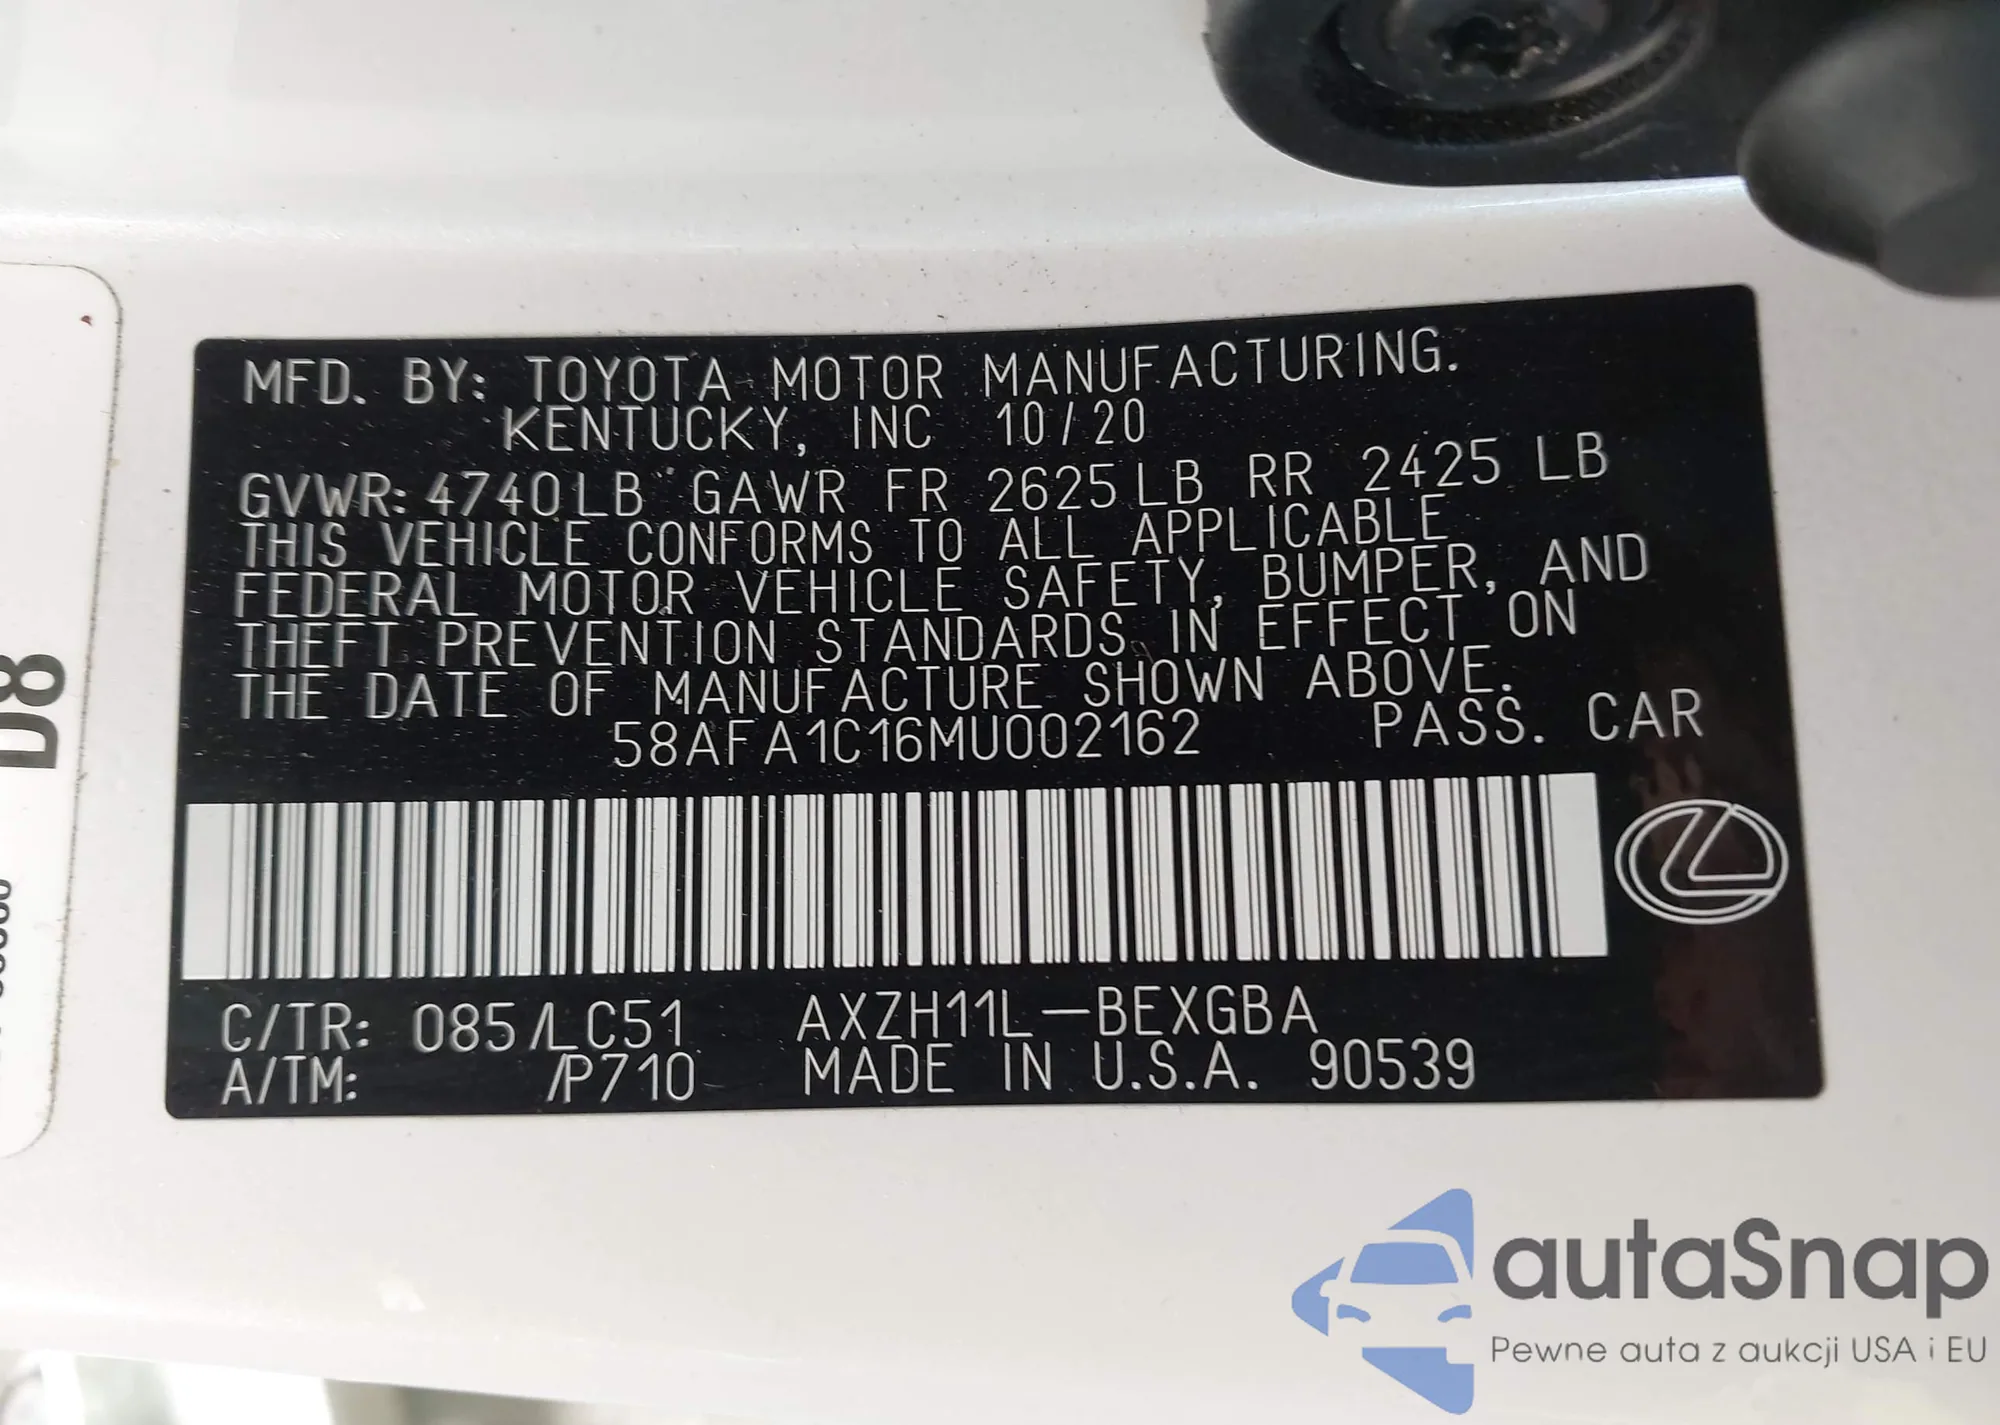 MFD. BY: TOYOTA MOTOR MANUFACTURING.
KENTUCKY, INC 10/20
GVWR: 4740LB GAWR FR 2625LB RR 2425 LB
THIS VEHICLE CONFORMS TO ALL APPLICABLE
FEDERAL MOTOR VEHICLE SAFETY, BUMPER, AND
THEFT PREVENTION STANDARDS IN EFFECT ON
THE DATE OF MANUFACTURE SHOWN ABOVE.
58AFA1C16MU002162 PASS. CAR
C/TR: 085/LC51 AXZH11L-BEXGBA
A/TM: /P710 MADE IN U.S.A. 90539
D8
autaSnap
Pewne auta z aukcji USA i EU